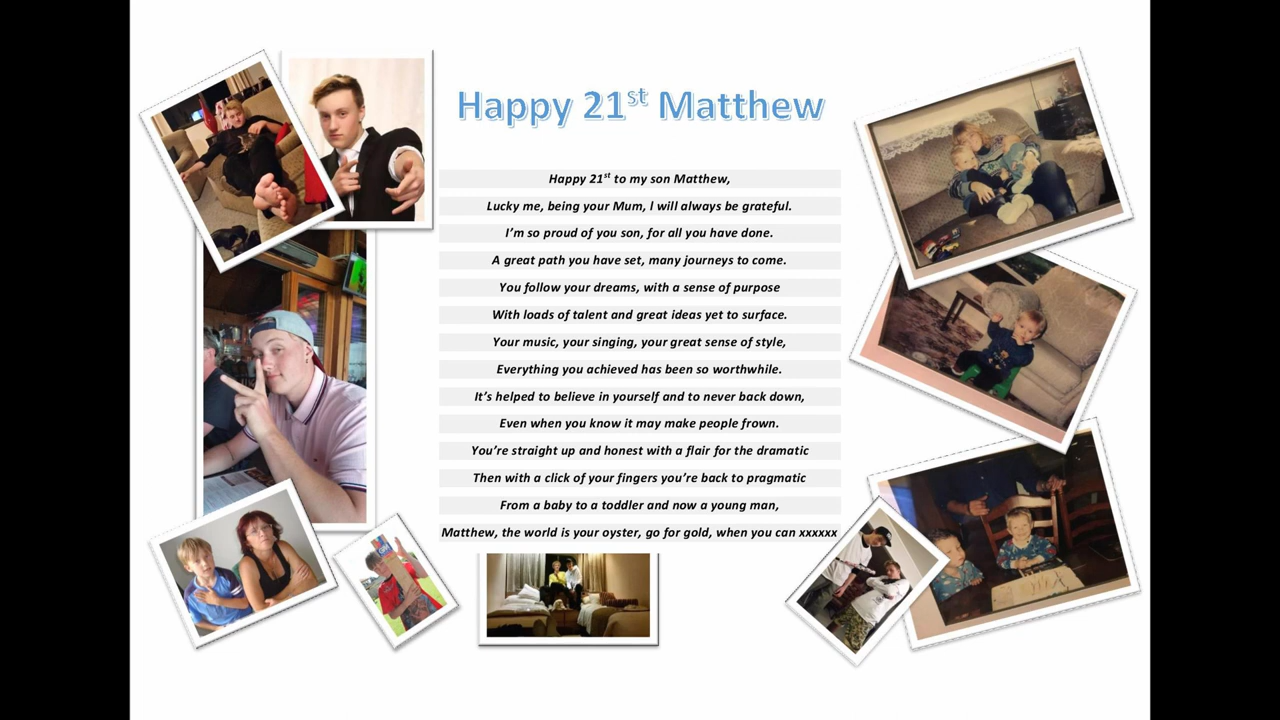 Happy 21st Matthew
Happy 21st to my son Matthew,
Lucky me, being your Mum, I will always be grateful.
I'm so proud of you son, for all you have done.
A great path you have set, many journeys to come.
You follow your dreams, with a sense of purpose
With loads of talent and great ideas yet to surface.
Your music, your singing, your great sense of style,
Everything you achieved has been so worthwhile.
It's helped to believe in yourself and to never back down,
Even when you know it may make people frown.
You're straight up and honest with a flair for the dramatic
Then with a click of your fingers you're back to pragmatic
From a baby to a toddler and now a young man,
Matthew, the world is your oyster, go for gold, when you can xxxxxx